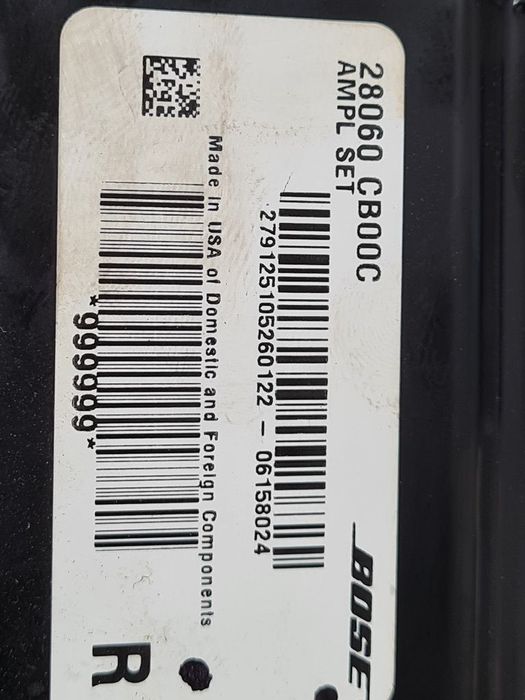 28060 CB00C
AMPL SET
BOSE
279125105260122 - 06158024
Made in USA of Domestic and Foreign Components
*999999*
R